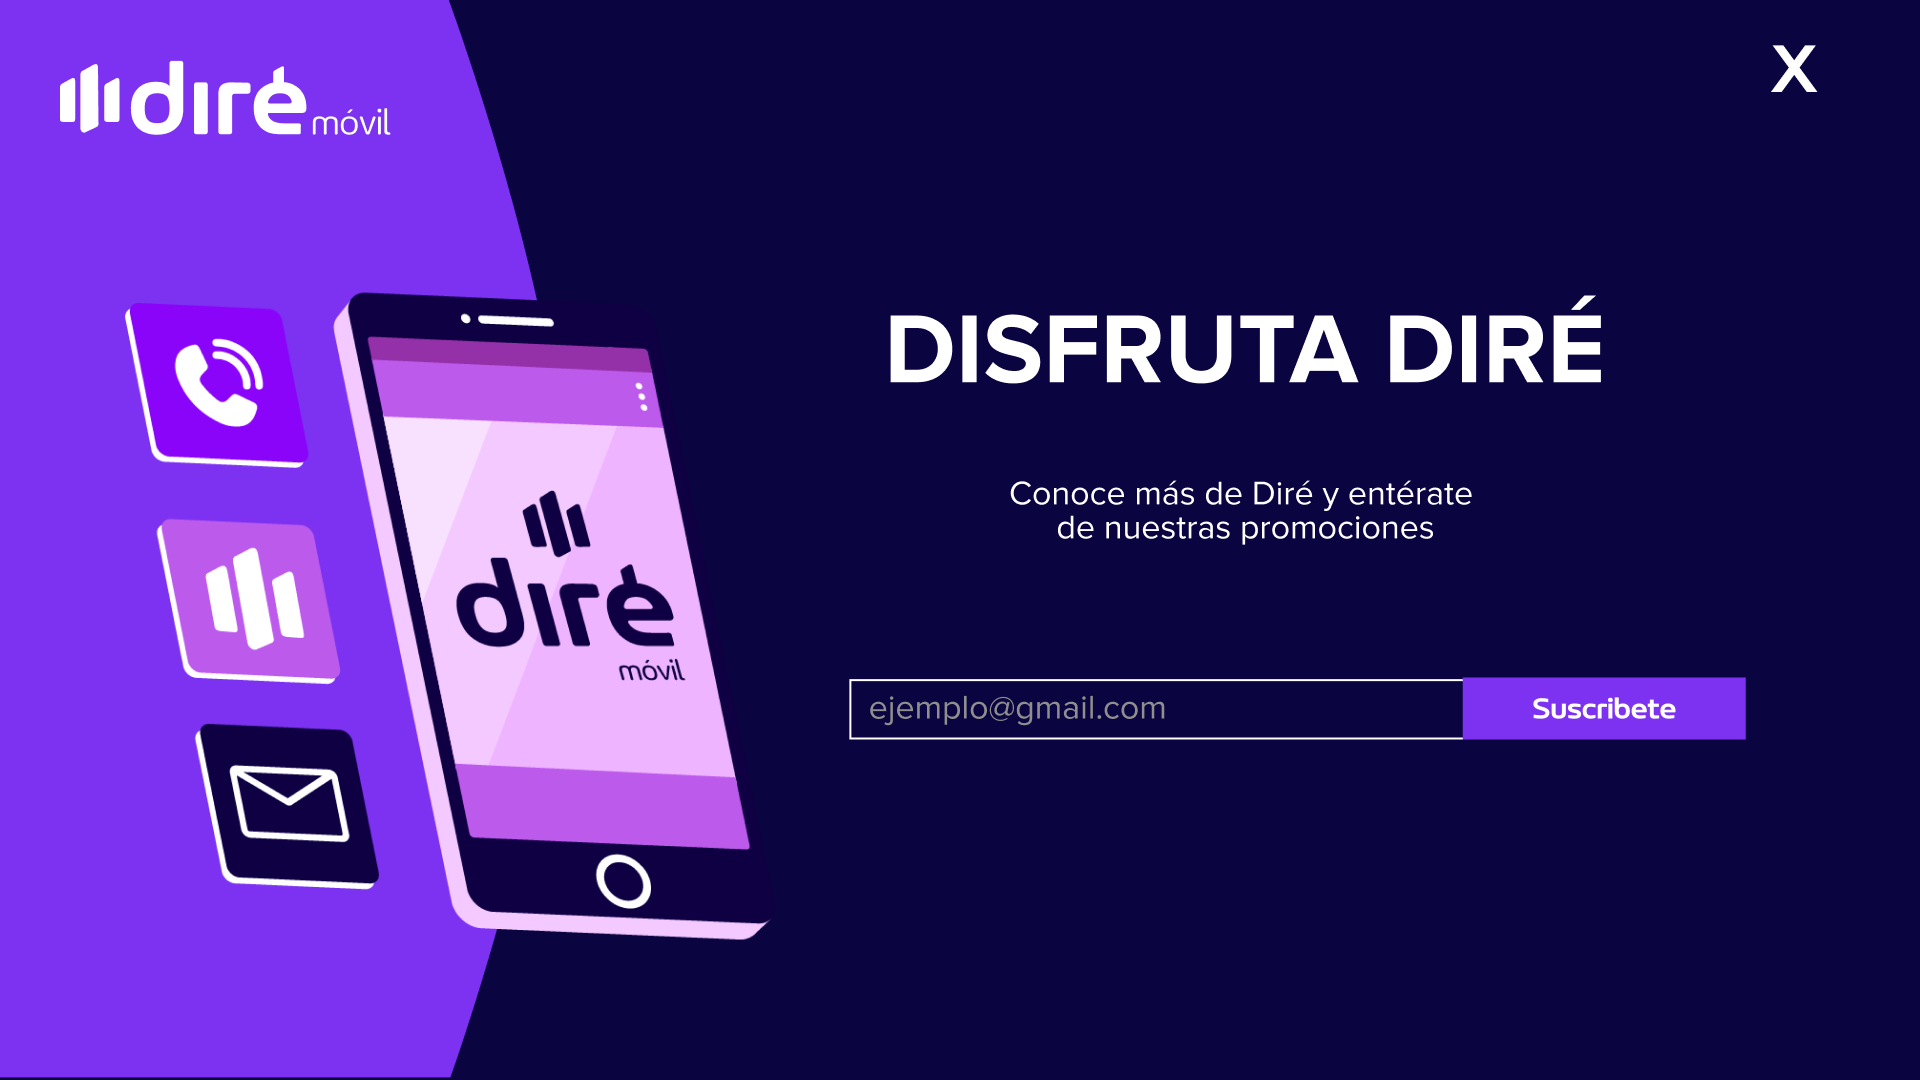 diré móvil
X
DISFRUTA DIRÉ
Conoce más de Diré y entérate
de nuestras promociones
diré
móvil
ejemplo@gmail.com
Suscribete